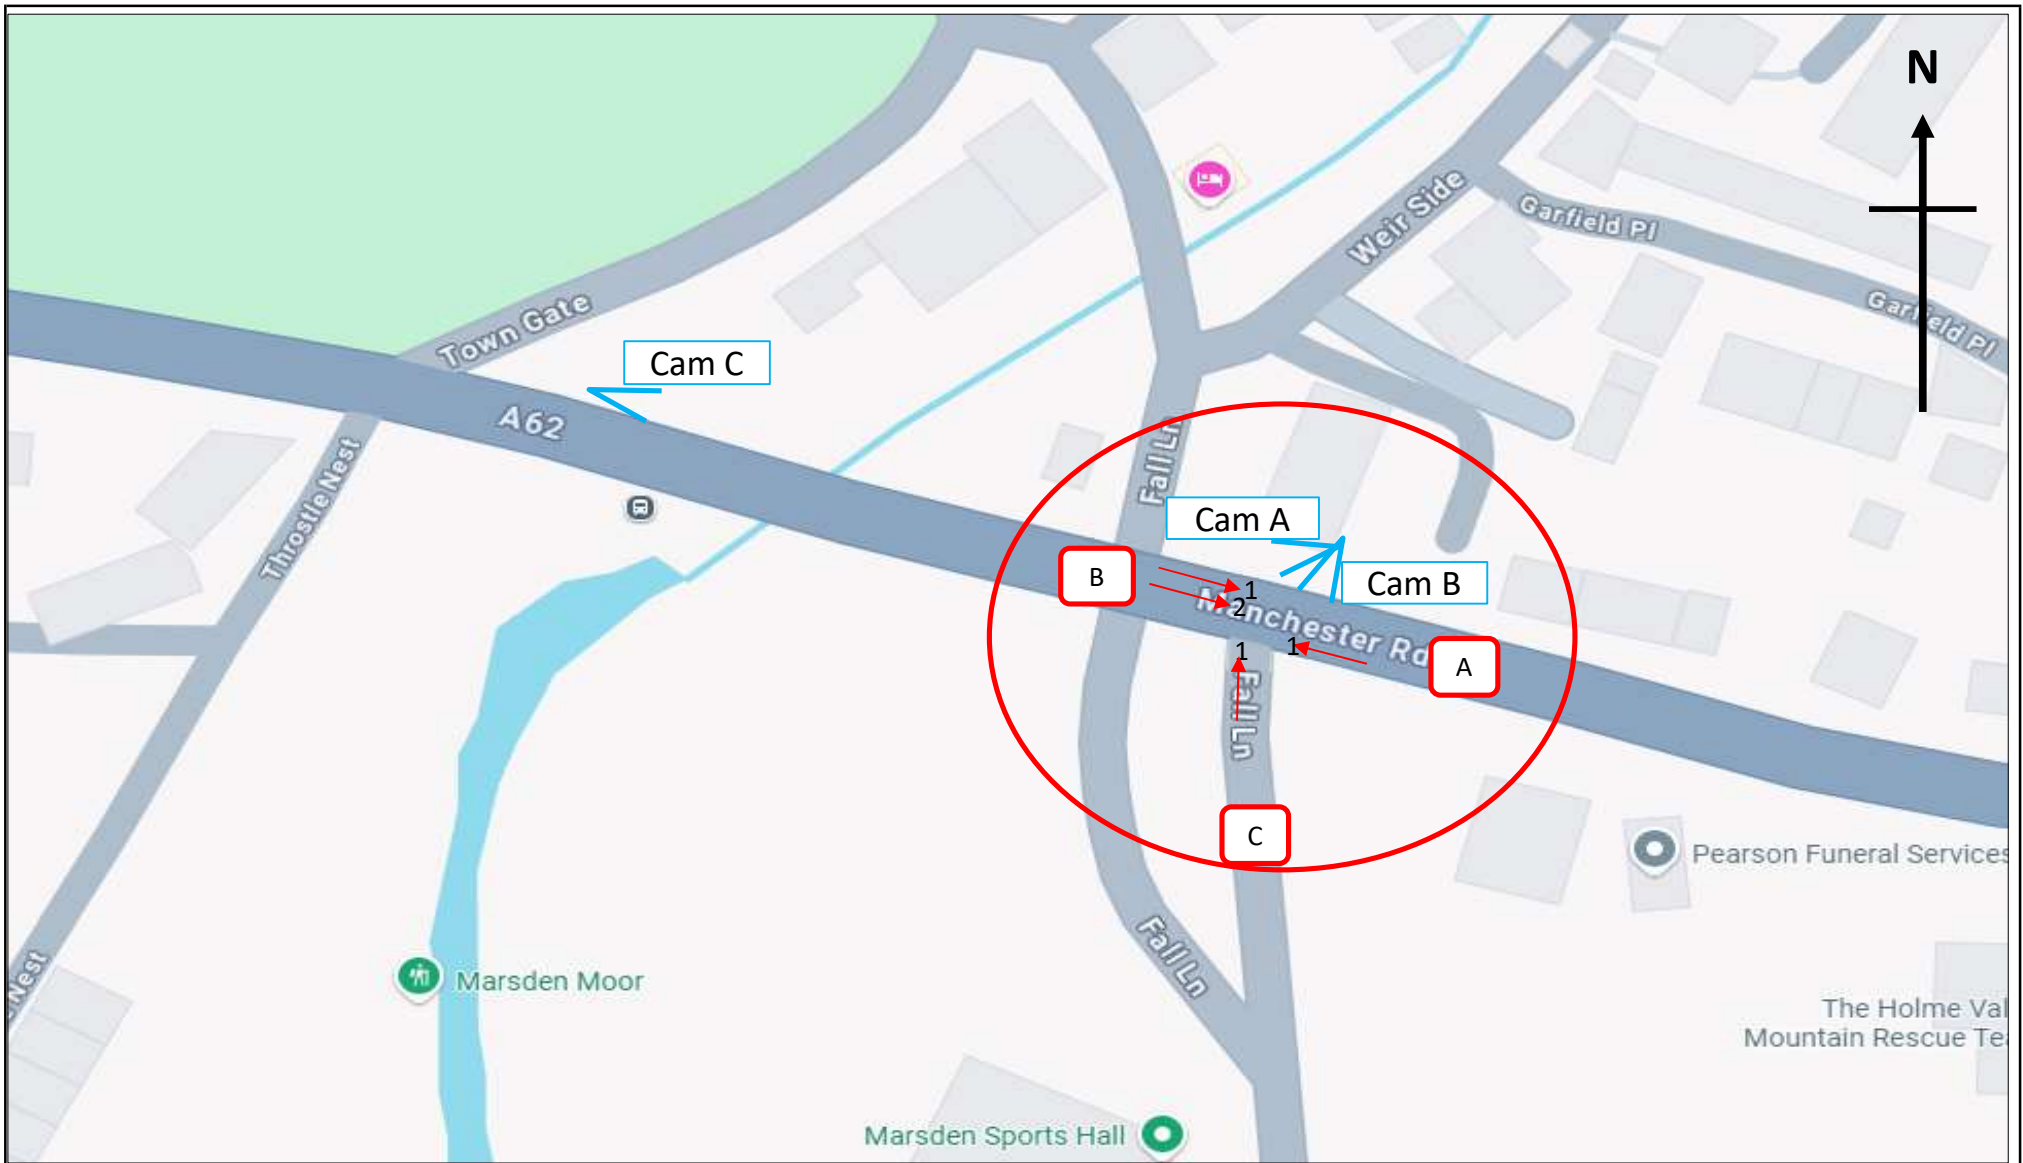 N
Weir Side
Garfield Pl
Garfield Pl
Town Gate
Cam C
A62
Fall Ln
Throstle Nest
Cam A
B
Cam B
1
2
Manchester Rd
1
1
A
Fall Ln
C
Pearson Funeral Services
Fall Ln
Nest
Marsden Moor
The Holme Val
Mountain Rescue Tea
Marsden Sports Hall